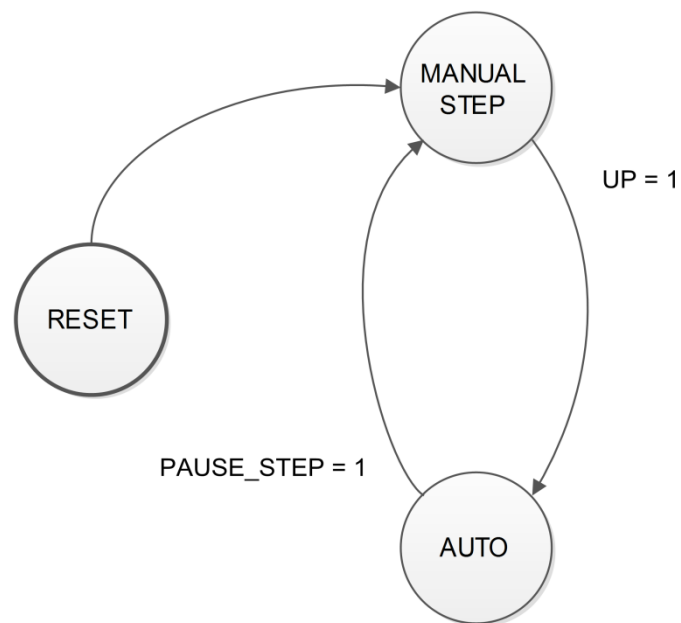 MANUAL
STEP
UP = 1
RESET
PAUSE_STEP = 1
AUTO